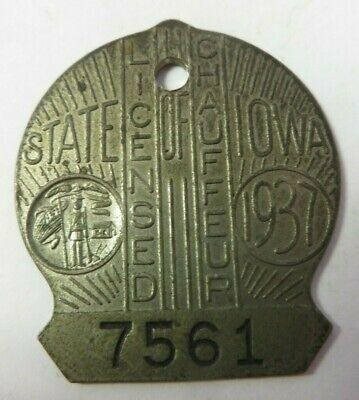 LICENSED
CHAUFFEUR
STATE OF IOWA
1937
7561